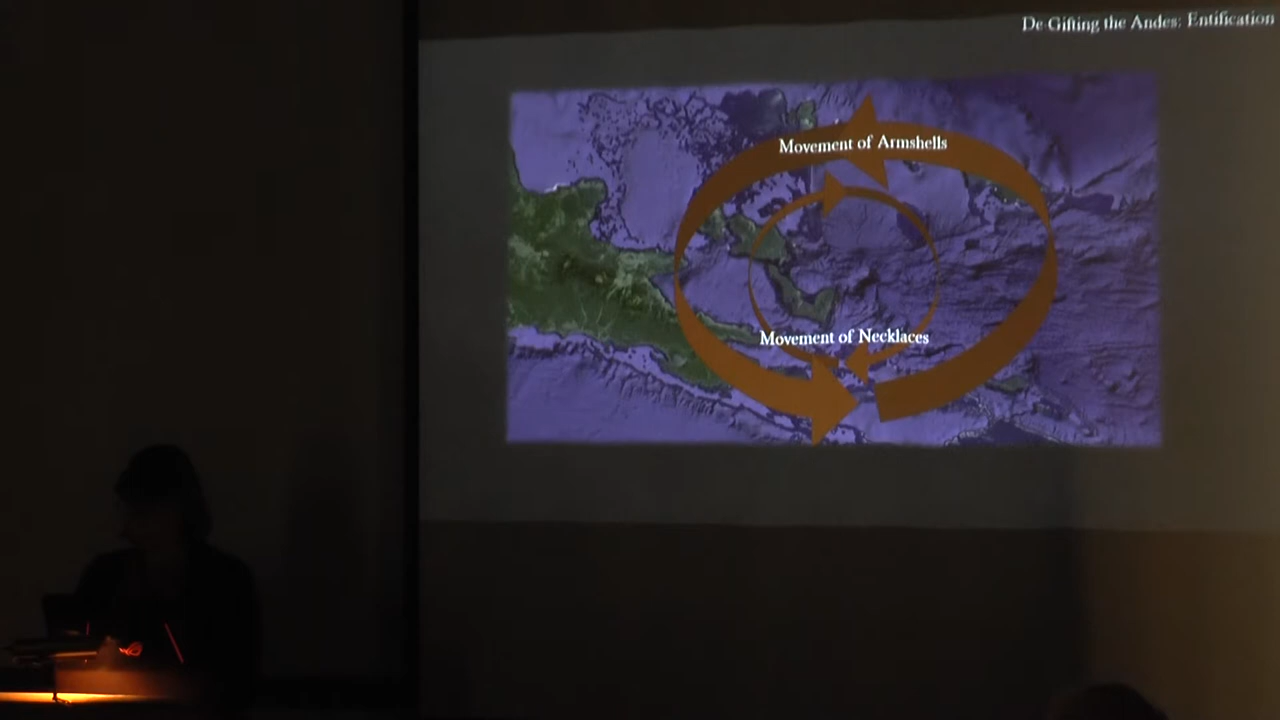 De-Gifting the Andes: Entification
Movement of Armshells
Movement of Necklaces